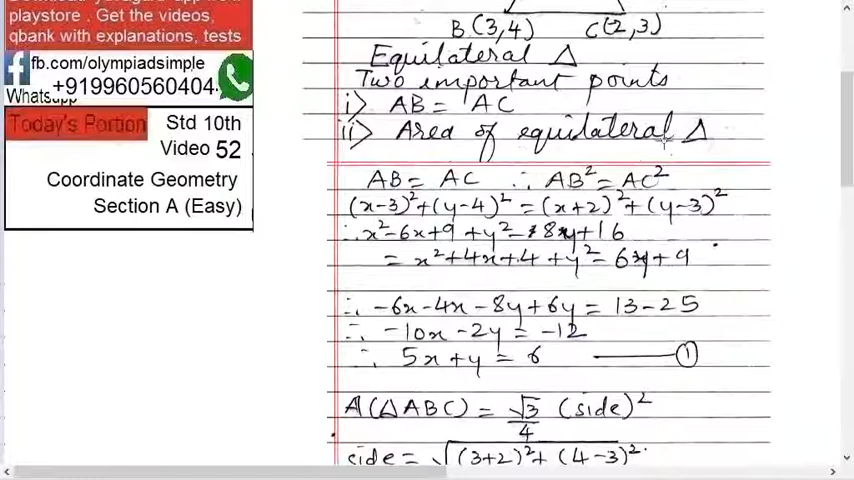 playstore. Get the videos,
qbank with explanations, tests
fb.com/olympiadsimple
Whatsapp +919960560404
Today's Portion
Std 10th
Video 52
Coordinate Geometry
Section A (Easy)
B(3,4) C(-2,3)
Equilateral Δ
Two important points
i> AB = AC
ii> Area of equilateral Δ
AB = AC ∴ AB² = AC²
(x-3)²+(y-4)² = (x+2)²+(y-3)²
∴ x²-6x+9+y²-8y+16
= x²+4x+4+y²-6y+9
∴ -6x-4x-8y+6y = 13-25
∴ -10x-2y = -12
∴ 5x+y = 6 ——— ①
A(ΔABC) = √3/4 (side)²
side = √(3+2)²+(4-3)²